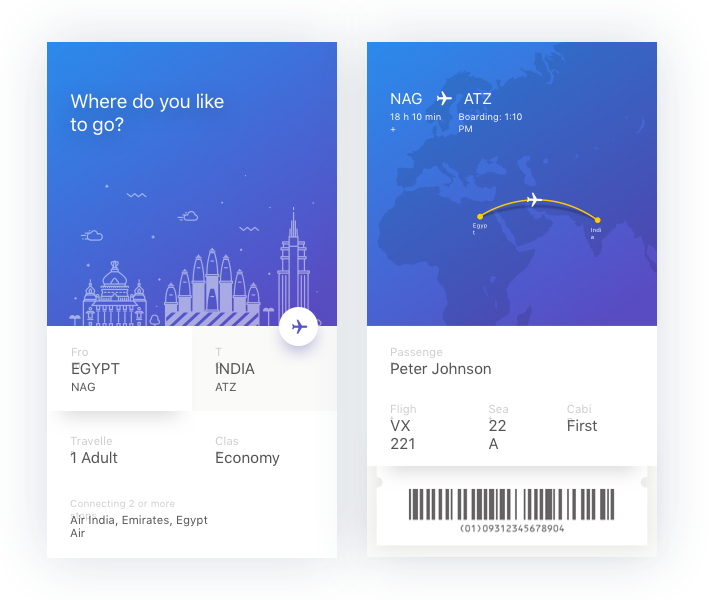 Where do you like
to go?
Fro
EGYPT
NAG
T
INDIA
ATZ
Travelle
1 Adult
Clas
Economy
Connecting 2 or more
Air India, Emirates, Egypt
Air
NAG ATZ
18 h 10 min
+
Boarding: 1:10
PM
Egyp
t
Indi
a
Passenge
Peter Johnson
Fligh
VX
221
Sea
22
A
Cabi
First
(01)09312345678904